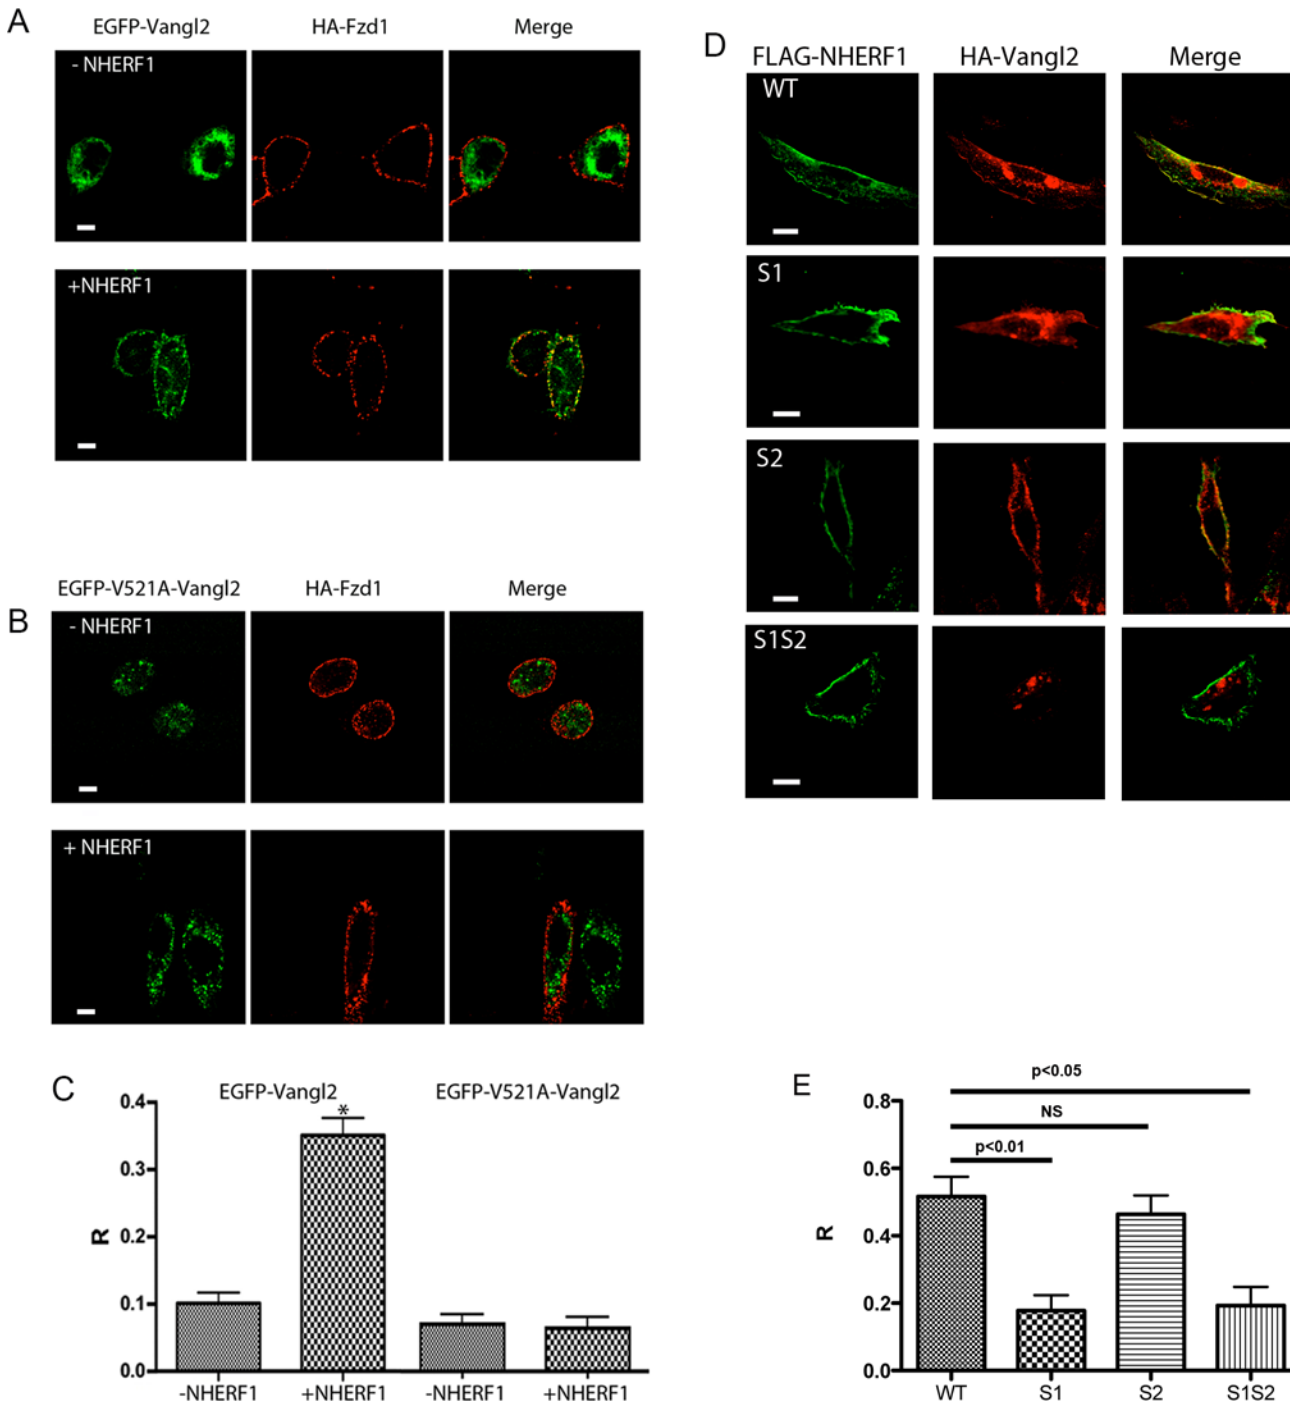 A
EGFP-Vangl2 HA-Fzd1 Merge
- NHERF1
+NHERF1
B
EGFP-V521A-Vangl2 HA-Fzd1 Merge
- NHERF1
+ NHERF1
C
EGFP-Vangl2 EGFP-V521A-Vangl2
*
0.4
0.3
0.2
0.1
0.0
R
-NHERF1 +NHERF1 -NHERF1 +NHERF1
D
FLAG-NHERF1 HA-Vangl2 Merge
WT
S1
S2
S1S2
E
p<0.05
NS
p<0.01
0.8
0.6
0.4
0.2
0.0
R
WT S1 S2 S1S2